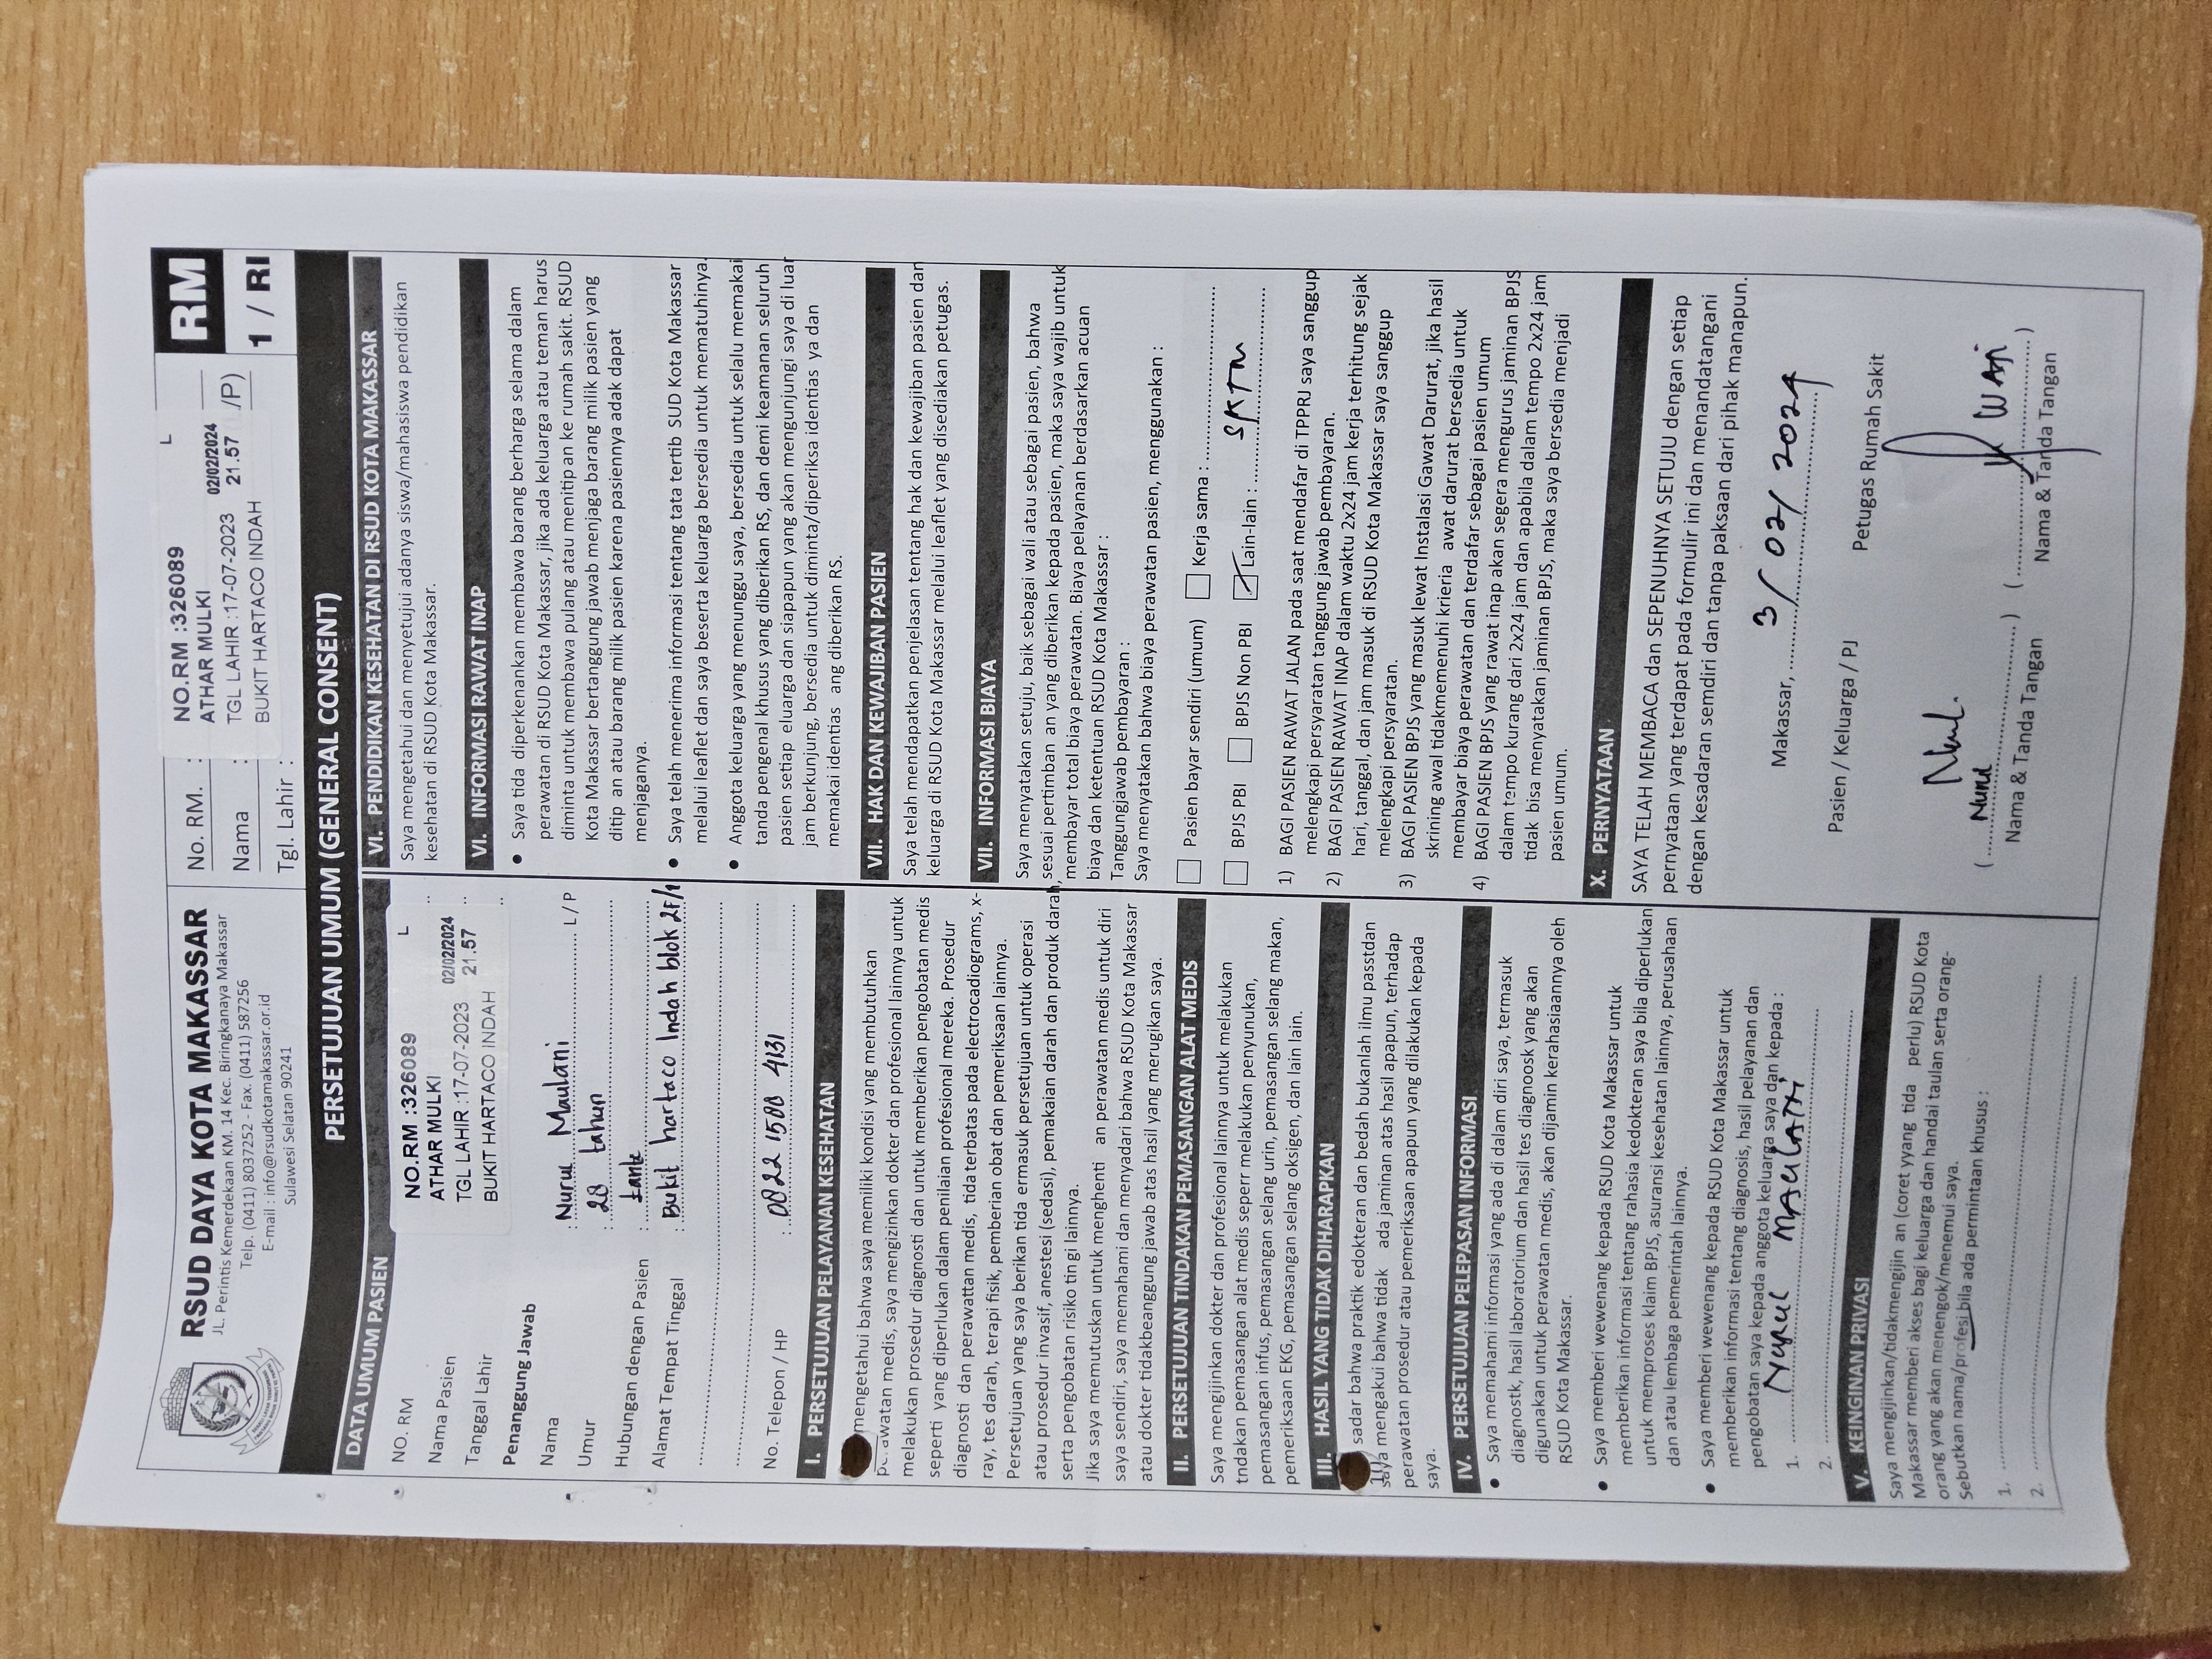 RSUD DAYA KOTA MAKASSAR
JL. Perintis Kemerdekaan KM. 14 Kec. Biringkanaya Makassar
Telp. (0411) 8037252 - Fax. (0411) 587256
E-mail : info@rsudkotamakassar.or.id
Sulawesi Selatan 90241
No. RM. :
Nama :
Tgl. Lahir :
NO.RM :326089 L
ATHAR MULKI
TGL LAHIR :17-07-2023 02/02/2024 21.57
BUKIT HARTACO INDAH
/P)
RM
1 / RI
PERSETUJUAN UMUM (GENERAL CONSENT)
DATA UMUM PASIEN
NO. RM
Nama Pasien
Tanggal Lahir
NO.RM :326089 L
ATHAR MULKI
TGL LAHIR :17-07-2023 02/02/2024 21.57
BUKIT HARTACO INDAH
Penanggung Jawab
Nama : Nurul Maulani L / P
Umur : 28 tahun
Hubungan dengan Pasien : tante
Alamat Tempat Tinggal : Bukit hartaco Indah blok 2F/1
No. Telepon / HP : 0822 1588 4131
I. PERSETUJUAN PELAYANAN KESEHATAN
mengetahui bahwa saya memiliki kondisi yang membutuhkan
perawatan medis, saya mengizinkan dokter dan profesional lainnya untuk
melakukan prosedur diagnosti dan untuk memberikan pengobatan medis
seperti yang diperlukan dalam penilaian profesional mereka. Prosedur
diagnosti dan perawattan medis, tida terbatas pada electrocadiograms, x-
ray, tes darah, terapi fisik, pemberian obat dan pemeriksaan lainnya.
Persetujuan yang saya berikan tida ermasuk persetujuan untuk operasi
atau prosedur invasif, anestesi (sedasi), pemakaian darah dan produk darah,
serta pengobatan risiko tin gi lainnya.
Jika saya memutuskan untuk menghenti an perawatan medis untuk diri
saya sendiri, saya memahami dan menyadari bahwa RSUD Kota Makassar
atau dokter tidakbeanggung jawab atas hasil yang merugikan saya.
II. PERSETUJUAN TINDAKAN PEMASANGAN ALAT MEDIS
Saya mengijinkan dokter dan profesional lainnya untuk melakukan
tndakan pemasangan alat medis seperr melakukan penyunukan,
pemasangan infus, pemasangan selang urin, pemasangan selang makan,
pemeriksaan EKG, pemasangan selang oksigen, dan lain lain.
III. HASIL YANG TIDAK DIHARAPKAN
sadar bahwa praktik edokteran dan bedah bukanlah ilmu passtdan
saya mengakui bahwa tidak ada jaminan atas hasil apapun, terhadap
perawatan prosedur atau pemeriksaan apapun yang dilakukan kepada
saya.
IV. PERSETUJUAN PELEPASAN INFORMASI
• Saya memahami informasi yang ada di dalam diri saya, termasuk
diagnostk, hasil laboratorium dan hasil tes diagnoosk yang akan
digunakan untuk perawatan medis, akan dijamin kerahasiaannya oleh
RSUD Kota Makassar.
• Saya memberi wewenang kepada RSUD Kota Makassar untuk
memberikan informasi tentang rahasia kedokteran saya bila diperlukan
untuk memproses klaim BPJS, asuransi kesehatan lainnya, perusahaan
dan atau lembaga pemerintah lainnya.
• Saya memberi wewenang kepada RSUD Kota Makassar untuk
memberikan informasi tentang diagnosis, hasil pelayanan dan
pengobatan saya kepada anggota keluarga saya dan kepada :
1. Nurul MAULANI
2.
V. KEINGINAN PRIVASI
Saya mengijinkan/tidakmengijin an (coret yyang tida perlu) RSUD Kota
Makassar memberi akses bagi keluarga dan handai taulan serta orang-
orang yang akan menengok/menemui saya.
Sebutkan nama/profesi bila ada permintaan khusus :
1.
2.
VI. PENDIDIKAN KESEHATAN DI RSUD KOTA MAKASSAR
Saya mengetahui dan menyetujui adanya siswa/mahasiswa pendidikan
kesehatan di RSUD Kota Makassar.
VI. INFORMASI RAWAT INAP
• Saya tida diperkenankan membawa barang berharga selama dalam
perawatan di RSUD Kota Makassar, jika ada keluarga atau teman harus
diminta untuk membawa pulang atau menitip an ke rumah sakit. RSUD
Kota Makassar bertanggung jawab menjaga barang milik pasien yang
ditip an atau barang milik pasien karena pasiennya adak dapat
menjaganya.
• Saya telah menerima informasi tentang tata tertib SUD Kota Makassar
melalui leaflet dan saya beserta keluarga bersedia untuk mematuhinya.
• Anggota keluarga yang menunggu saya, bersedia untuk selalu memakai
tanda pengenal khusus yang diberikan RS, dan demi keamanan seluruh
pasien setiap eluarga dan siapapun yang akan mengunjungi saya di luar
jam berkunjung, bersedia untuk diminta/diperiksa identias ya dan
memakai identias ang diberikan RS.
VII. HAK DAN KEWAJIBAN PASIEN
Saya telah mendapatkan penjelasan tentang hak dan kewajiban pasien dan
keluarga di RSUD Kota Makassar melalui leaflet yang disediakan petugas.
VII. INFORMASI BIAYA
Saya menyatakan setuju, baik sebagai wali atau sebagai pasien, bahwa
sesuai pertimban an yang diberikan kepada pasien, maka saya wajib untuk
membayar total biaya perawatan. Biaya pelayanan berdasarkan acuan
biaya dan ketentuan RSUD Kota Makassar :
Tanggungjawab pembayaran :
Saya menyatakan bahwa biaya perawatan pasien, menggunakan :
Pasien bayar sendiri (umum) Kerja sama :
BPJS PBI BPJS Non PBI Lain-lain : SKTM
1) BAGI PASIEN RAWAT JALAN pada saat mendafar di TPPRJ saya sanggup
melengkapi persyaratan tanggung jawab pembayaran.
2) BAGI PASIEN RAWAT INAP dalam waktu 2x24 jam kerja terhitung sejak
hari, tanggal, dan jam masuk di RSUD Kota Makassar saya sanggup
melengkapi persyaratan.
3) BAGI PASIEN BPJS yang masuk lewat Instalasi Gawat Darurat, jika hasil
skrining awal tidakmemenuhi krieria awat darurat bersedia untuk
membayar biaya perawatan dan terdafar sebagai pasien umum
4) BAGI PASIEN BPJS yang rawat inap akan segera mengurus jaminan BPJS
dalam tempo kurang dari 2x24 jam dan apabila dalam tempo 2x24 jam
tidak bisa menyatakan jaminan BPJS, maka saya bersedia menjadi
pasien umum.
X. PERNYATAAN
SAYA TELAH MEMBACA dan SEPENUHNYA SETUJU dengan setiap
pernyataan yang terdapat pada formulir ini dan menandatangani
dengan kesadaran semdiri dan tanpa paksaan dari pihak manapun.
Makassar, 3/02/2024
Pasien / Keluarga / PJ Petugas Rumah Sakit
( Nurul ) ( WAN )
Nama & Tanda Tangan Nama & Tanda Tangan